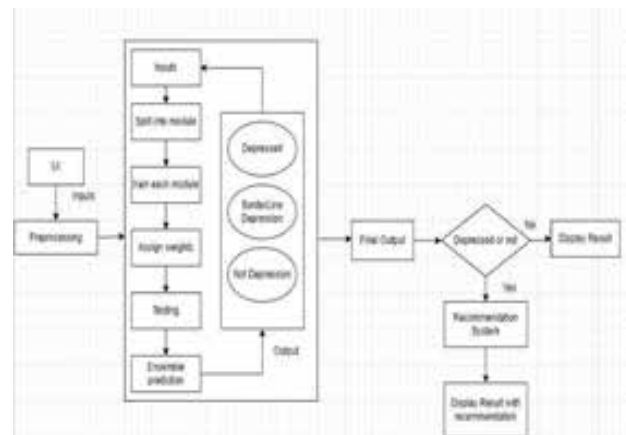 UI
Inputs
Preprocessing
Inputs
Split into module
Train each module
Assign weights
Testing
Ensemble
prediction
Depressed
BorderLine
Depression
Not Depression
Output
Final Output
Depressed or not
No
Display Result
Yes
Recommendation
System
Display Result with
recommendation